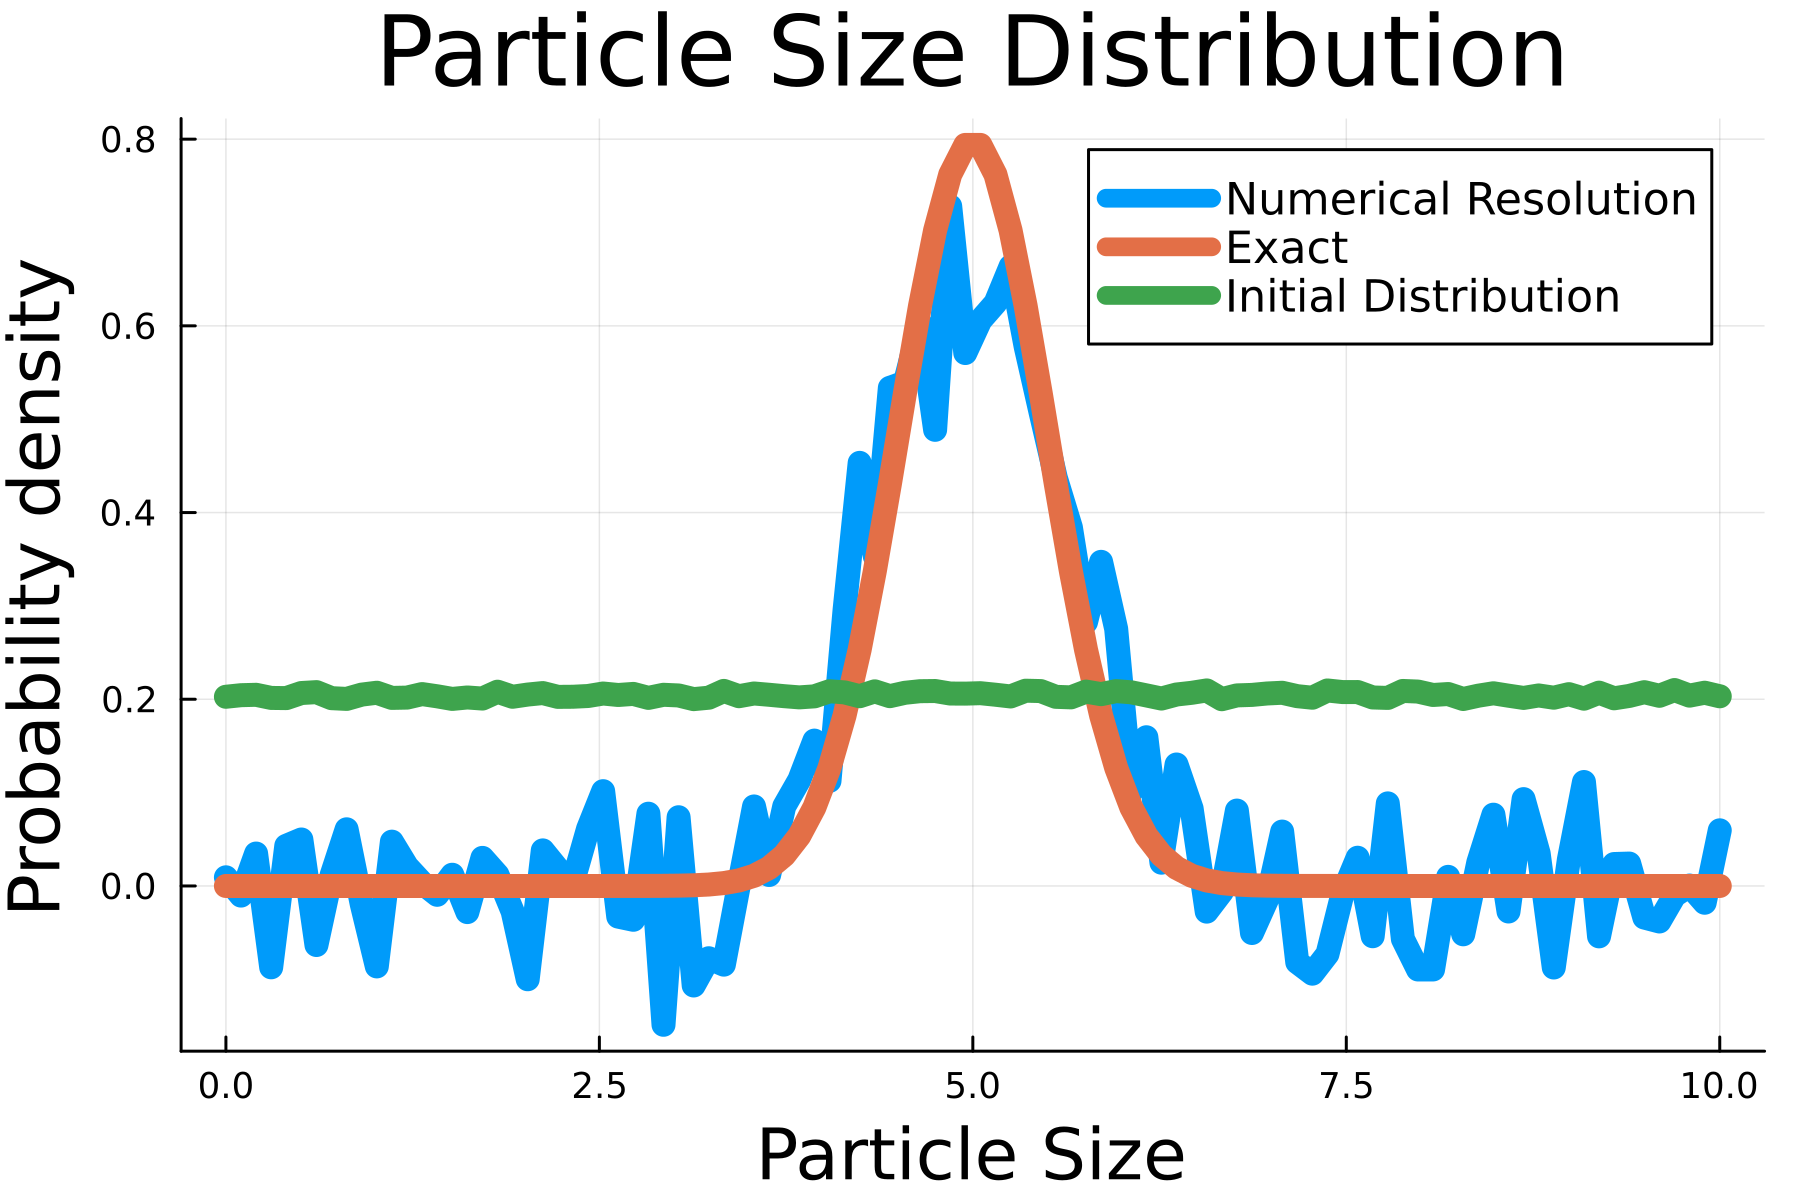 Particle Size Distribution
Probability density
0.8
0.6
0.4
0.2
0.0
Numerical Resolution
Exact
Initial Distribution
0.0 2.5 5.0 7.5 10.0
Particle Size